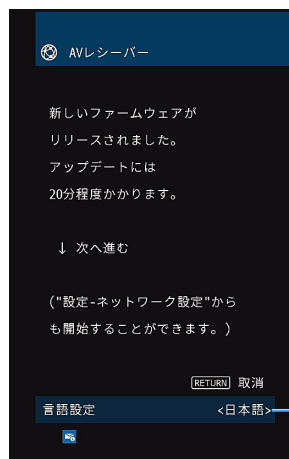 AVレシーバー
新しいファームウェアが
リリースされました。
アップデートには
20分程度かかります。
↓ 次へ進む
("設定-ネットワーク設定"から
も開始することができます。)
RETURN 取消
言語設定 <日本語>